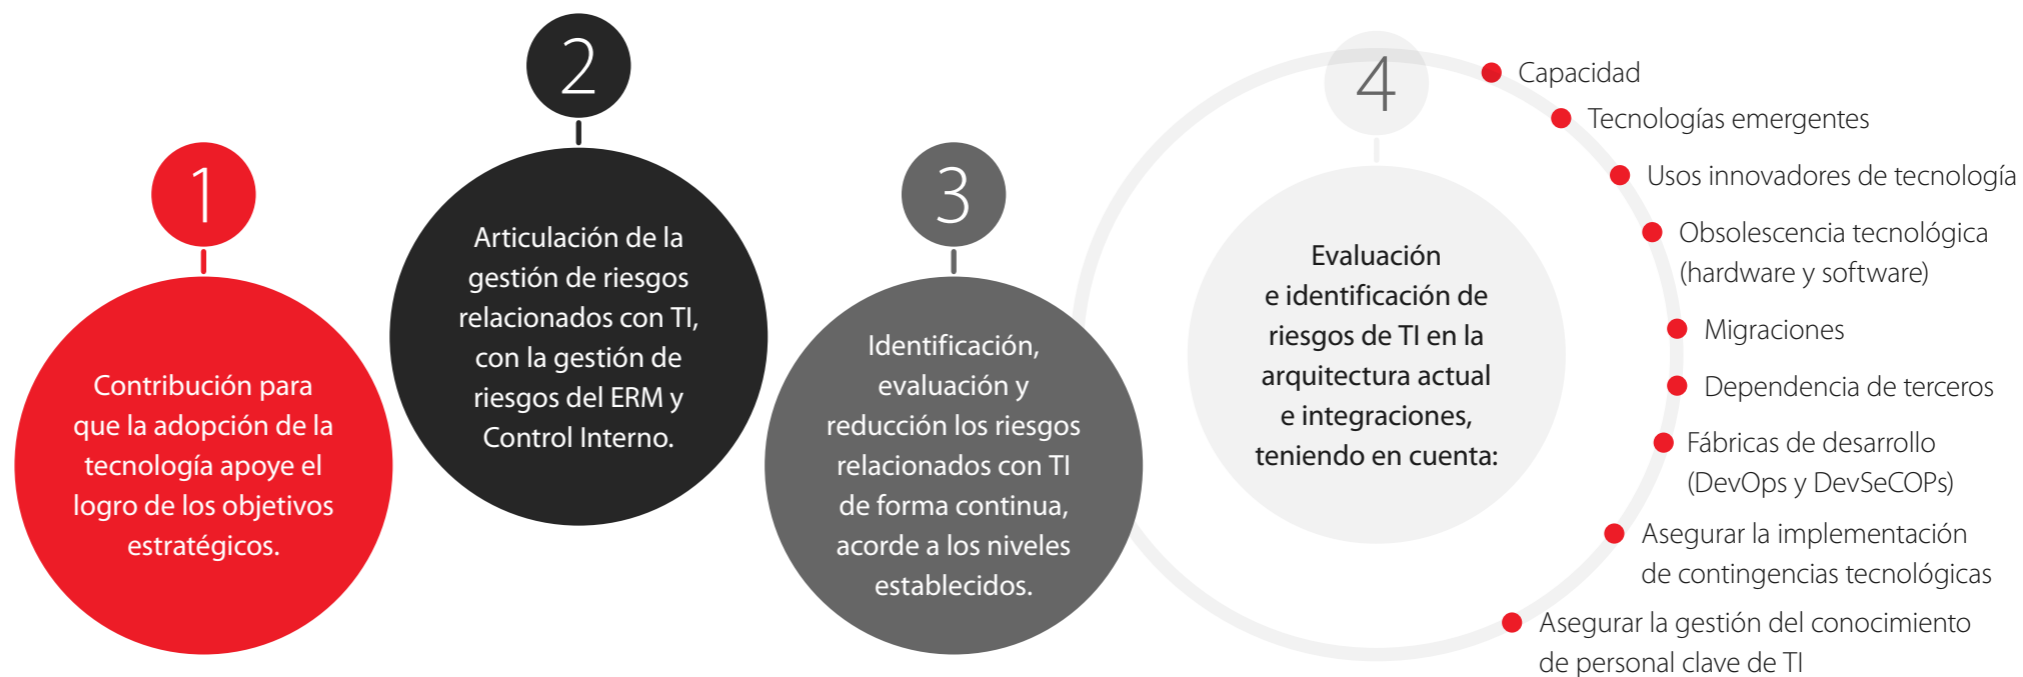 1
Contribución para
que la adopción de la
tecnología apoye el
logro de los objetivos
estratégicos.
2
Articulación de la
gestión de riesgos
relacionados con TI,
con la gestión de
riesgos del ERM y
Control Interno.
3
Identificación,
evaluación y
reducción los riesgos
relacionados con TI
de forma continua,
acorde a los niveles
establecidos.
4
Evaluación
e identificación de
riesgos de TI en la
arquitectura actual
e integraciones,
teniendo en cuenta:
Capacidad
Tecnologías emergentes
Usos innovadores de tecnología
Obsolescencia tecnológica
(hardware y software)
Migraciones
Dependencia de terceros
Fábricas de desarrollo
(DevOps y DevSeCOPs)
Asegurar la implementación
de contingencias tecnológicas
Asegurar la gestión del conocimiento
de personal clave de TI